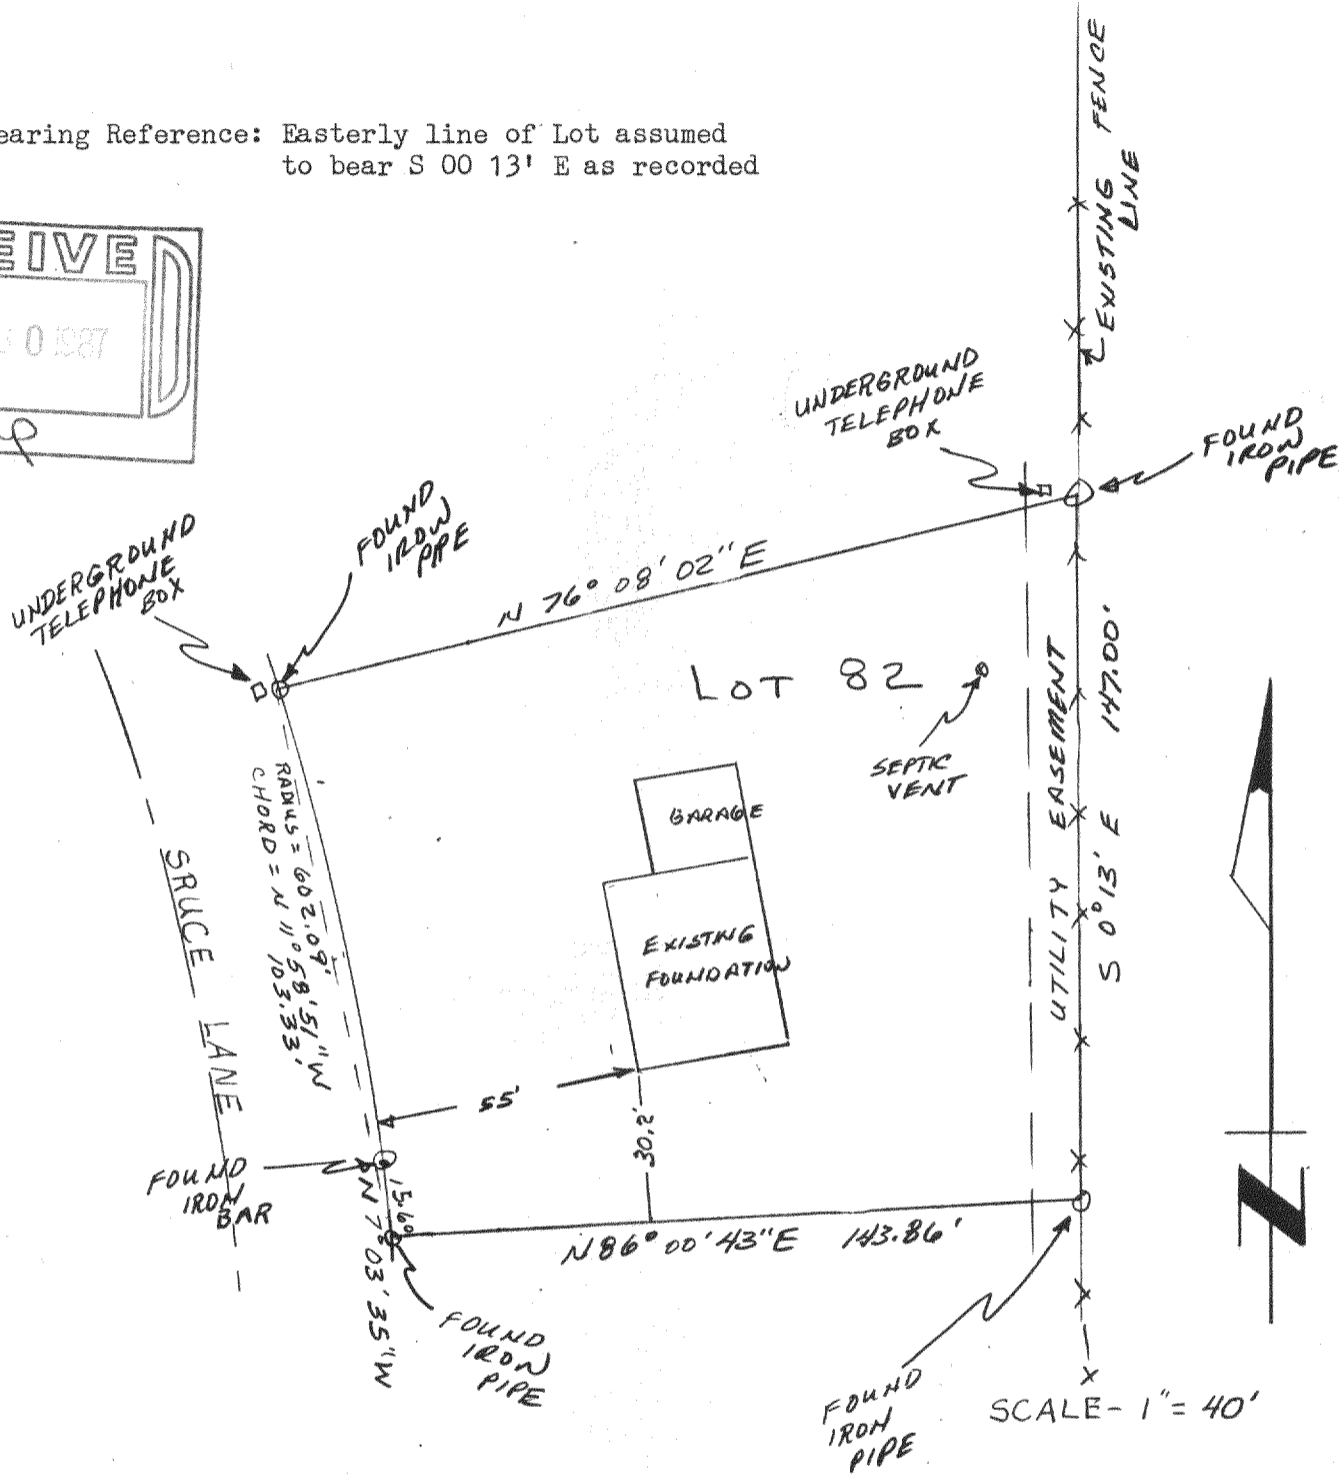 earing Reference: Easterly line of Lot assumed
to bear S 00 13' E as recorded
EIVED
0 1987
EXISTING FENCE
LINE
UNDERGROUND
TELEPHONE
BOX
FOUND
IRON
PIPE
UNDERGROUND
TELEPHONE
BOX
FOUND
IRON
PIPE
N 76° 08' 02" E
LOT 82
SEPTIC
VENT
UTILITY EASEMENT
S 0° 13' E 147.00'
GARAGE
EXISTING
FOUNDATION
RADIUS = 602.09'
CHORD = N 11° 58' 51" W
103.33'
SRUCE LANE
55'
30.2'
FOUND
IRON
BAR
15.60
N 7° 03' 35" W
N 86° 00' 43" E 143.86'
FOUND
IRON
PIPE
FOUND
IRON
PIPE
N
SCALE - 1" = 40'